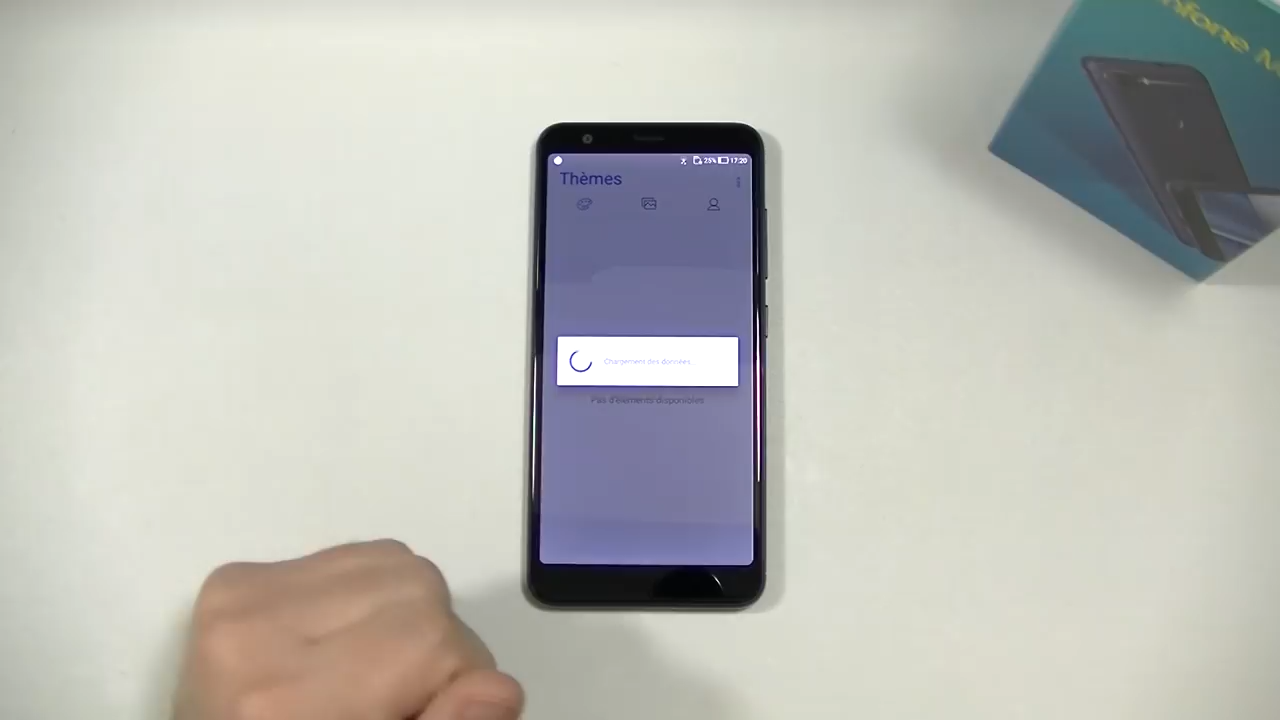 nfone M
25% 17:20
Thèmes
Chargement des données...
Pas d'éléments disponibles